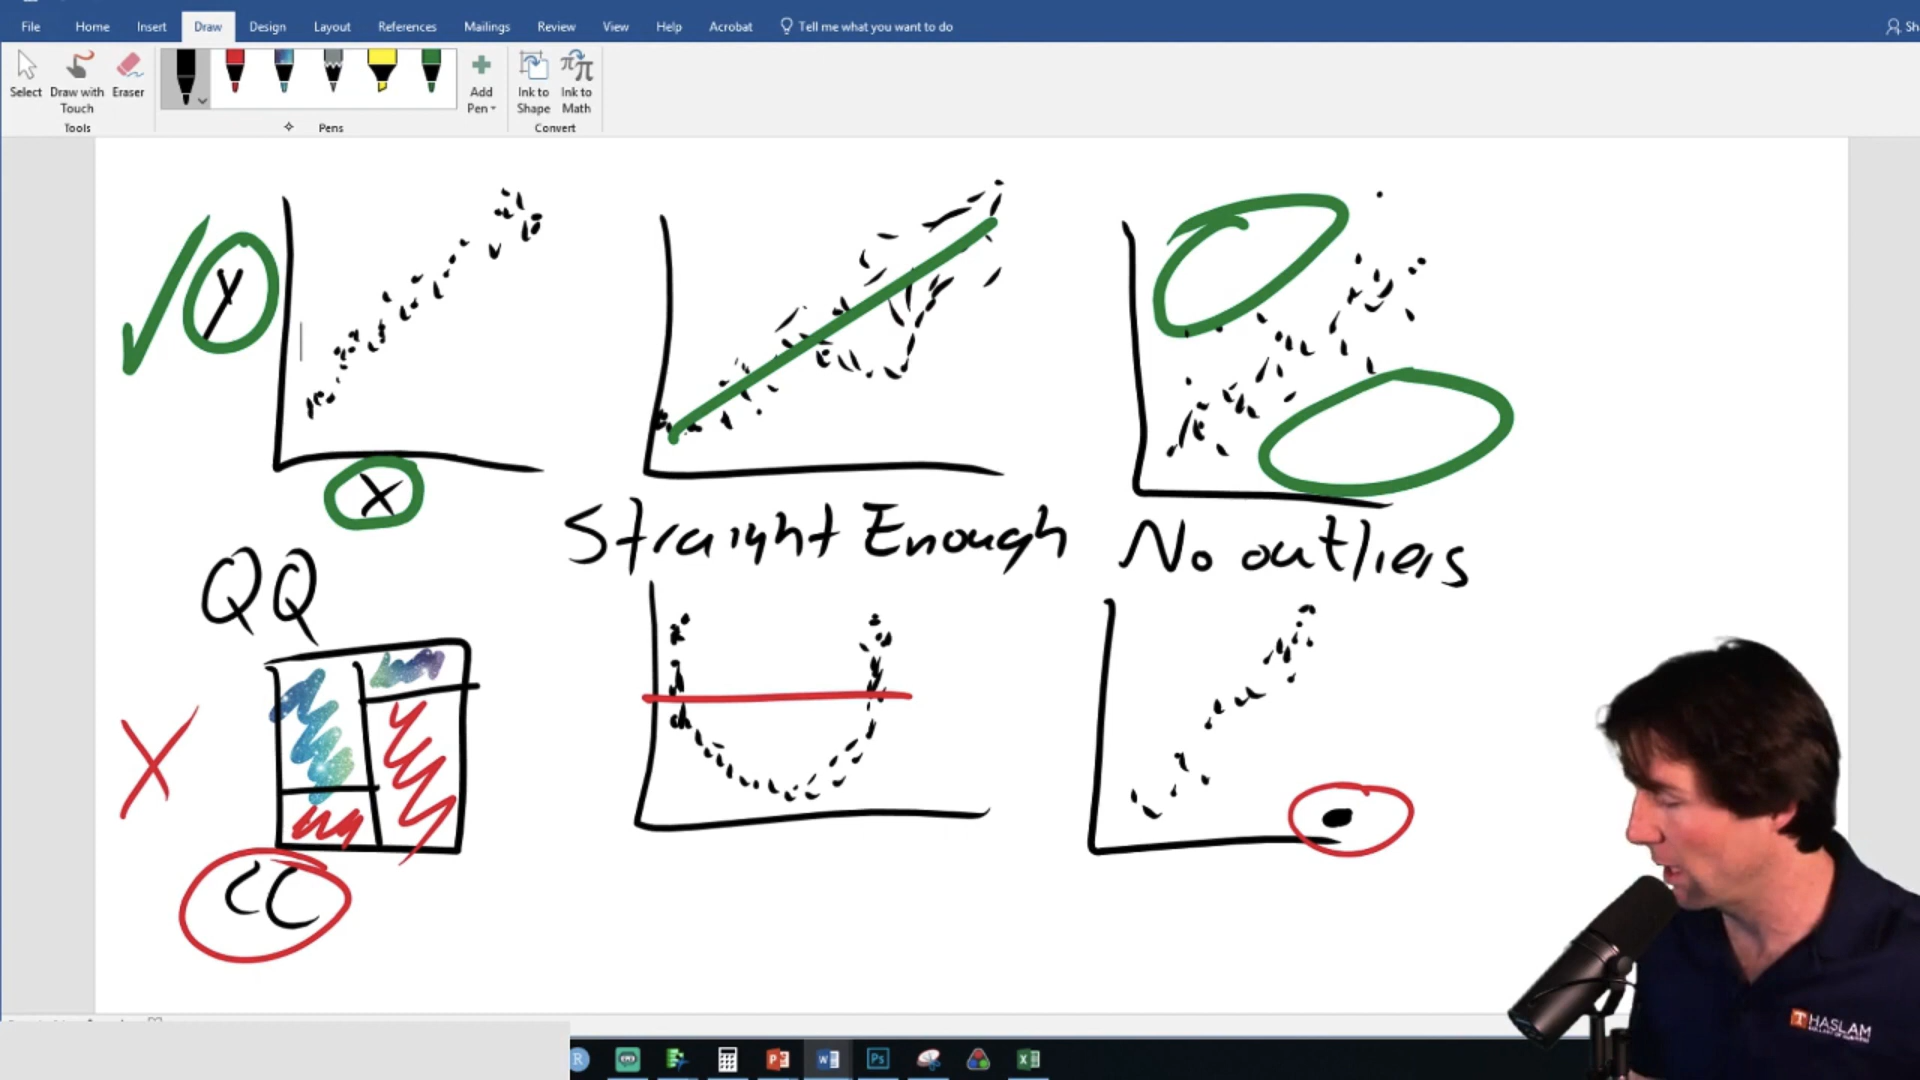 File Home Insert Draw Design Layout References Mailings Review View Help Acrobat Tell me what you want to do
Select Draw with Touch Eraser
Add Pen
Ink to Shape Ink to Math
Tools Pens Convert
Y
X
Straight Enough
No outliers
QQ
X
CC
HASLAM
R
Ps